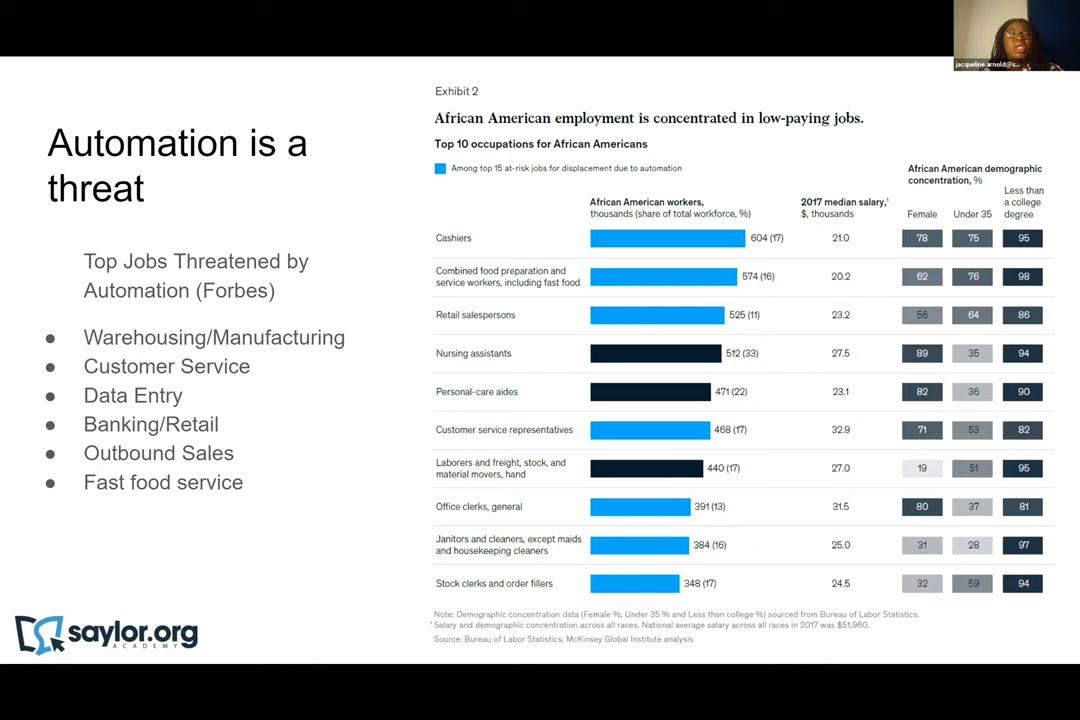 jacqueline.arnold@s...
Automation is a
threat
Top Jobs Threatened by
Automation (Forbes)
● Warehousing/Manufacturing
● Customer Service
● Data Entry
● Banking/Retail
● Outbound Sales
● Fast food service
saylor.org
ACADEMY
Exhibit 2
African American employment is concentrated in low-paying jobs.
Top 10 occupations for African Americans
Among top 15 at-risk jobs for displacement due to automation
African American workers,
thousands (share of total workforce, %)
2017 median salary,¹
$, thousands
African American demographic
concentration, %
Female
Under 35
Less than
a college
degree
Cashiers 604 (17) 21.0 78 75 95
Combined food preparation and
service workers, including fast food 574 (16) 20.2 62 76 98
Retail salespersons 525 (11) 23.2 56 64 86
Nursing assistants 512 (33) 27.5 89 35 94
Personal-care aides 471 (22) 23.1 82 36 90
Customer service representatives 468 (17) 32.9 71 53 82
Laborers and freight, stock, and
material movers, hand 440 (17) 27.0 19 51 95
Office clerks, general 391 (13) 31.5 80 37 81
Janitors and cleaners, except maids
and housekeeping cleaners 384 (16) 25.0 31 28 97
Stock clerks and order fillers 348 (17) 24.5 32 59 94
Note: Demographic concentration data (Female %, Under 35 % and Less than college %) sourced from Bureau of Labor Statistics.
¹ Salary and demographic concentration across all races. National average salary across all races in 2017 was $51,960.
Source: Bureau of Labor Statistics; McKinsey Global Institute analysis